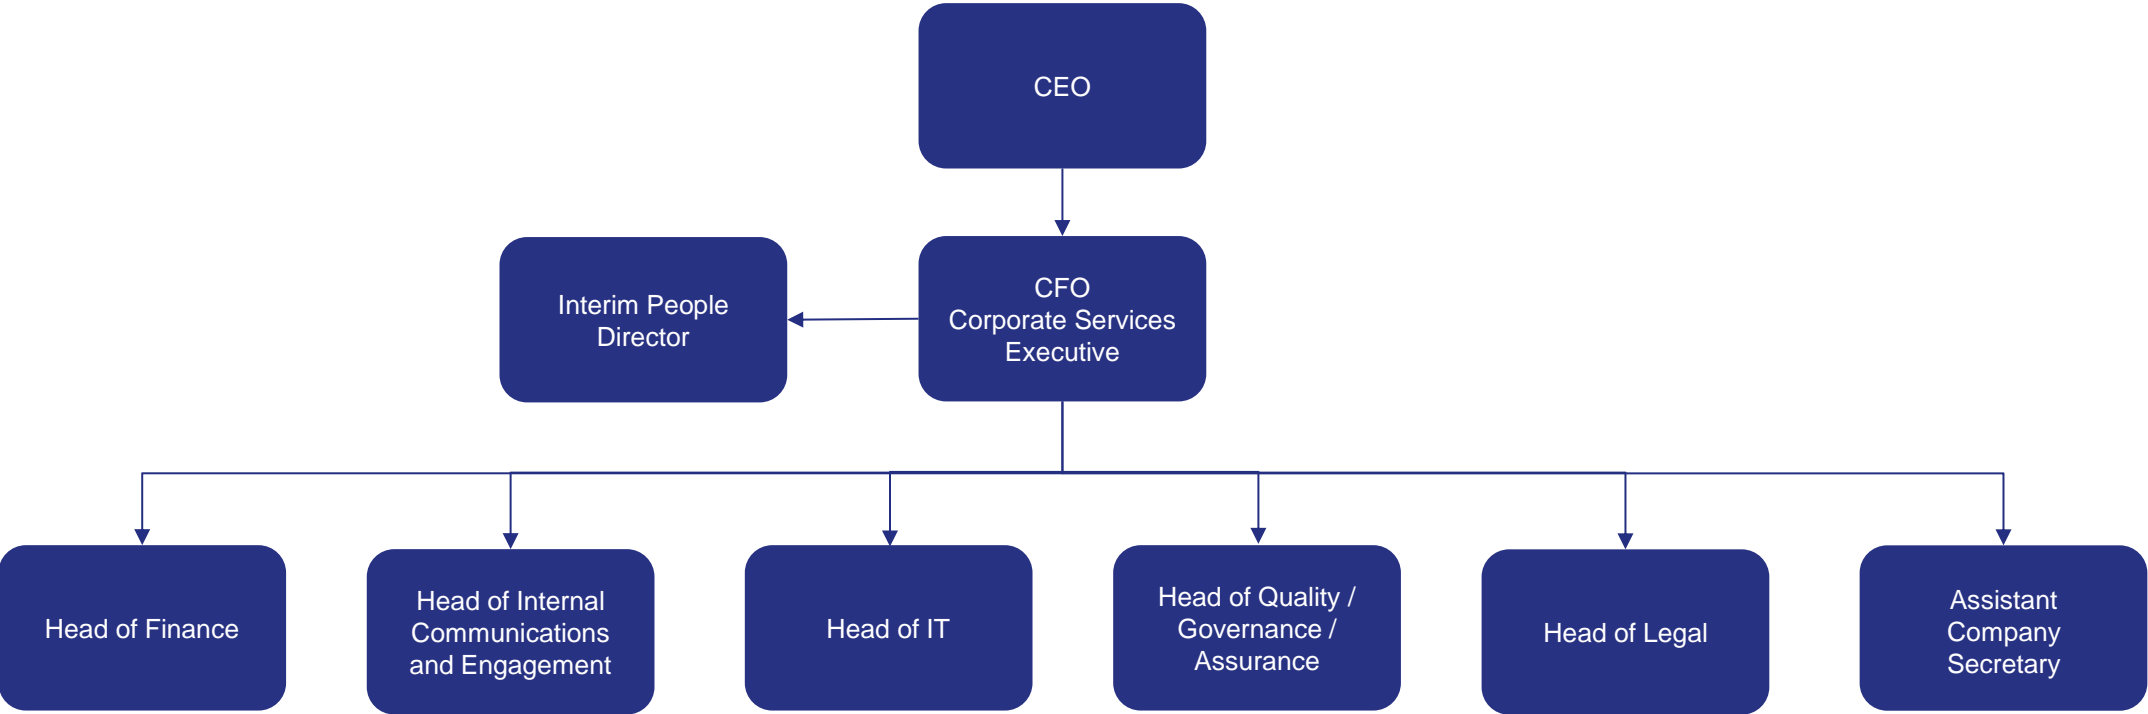 CEO
Interim People
Director
CFO
Corporate Services
Executive
Head of Finance
Head of Internal
Communications
and Engagement
Head of IT
Head of Quality /
Governance /
Assurance
Head of Legal
Assistant
Company
Secretary